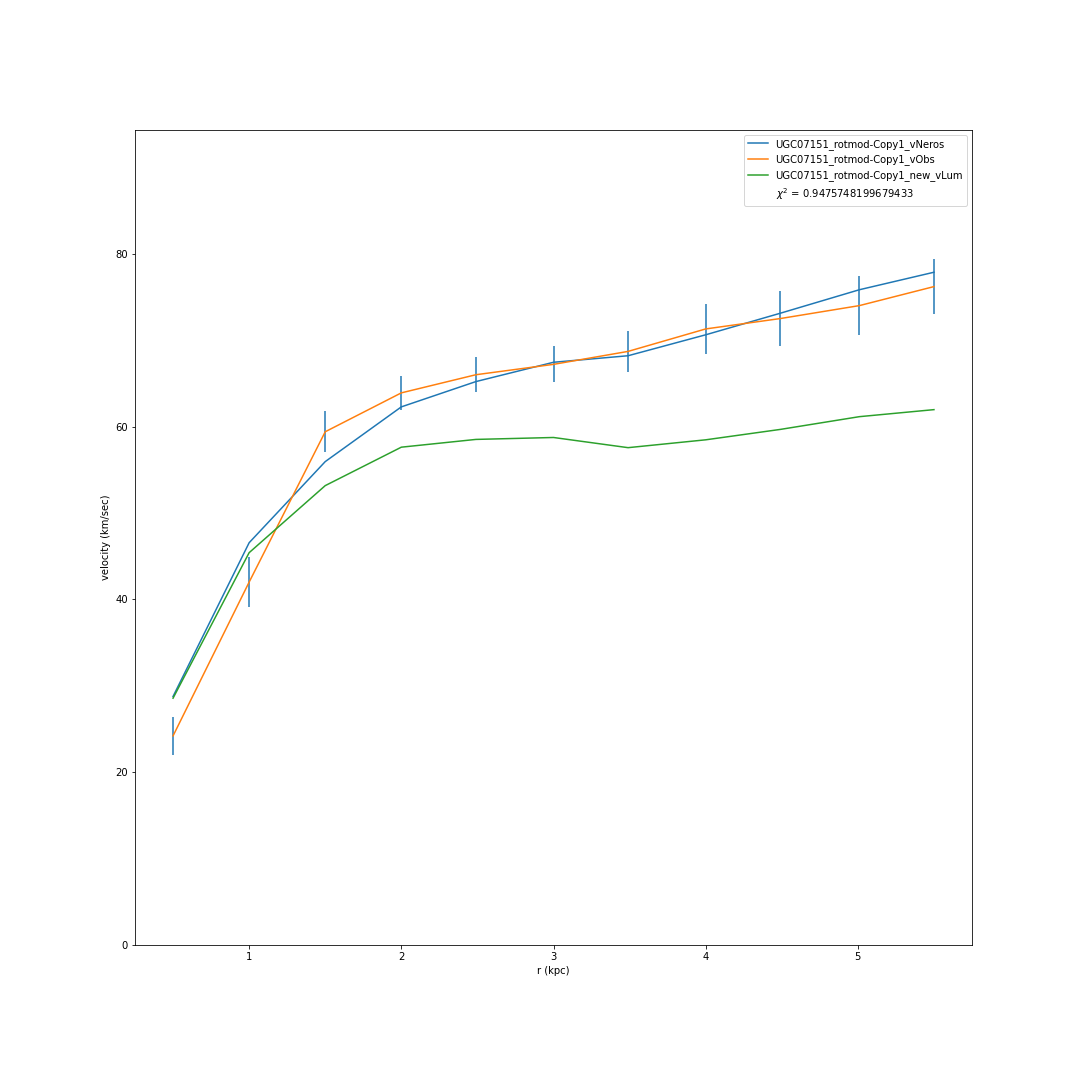 UGC07151_rotmod-Copy1_vNeros
UGC07151_rotmod-Copy1_vObs
UGC07151_rotmod-Copy1_new_vLum
χ² = 0.9475748199679433
80
60
40
20
0
velocity (km/sec)
1 2 3 4 5
r (kpc)